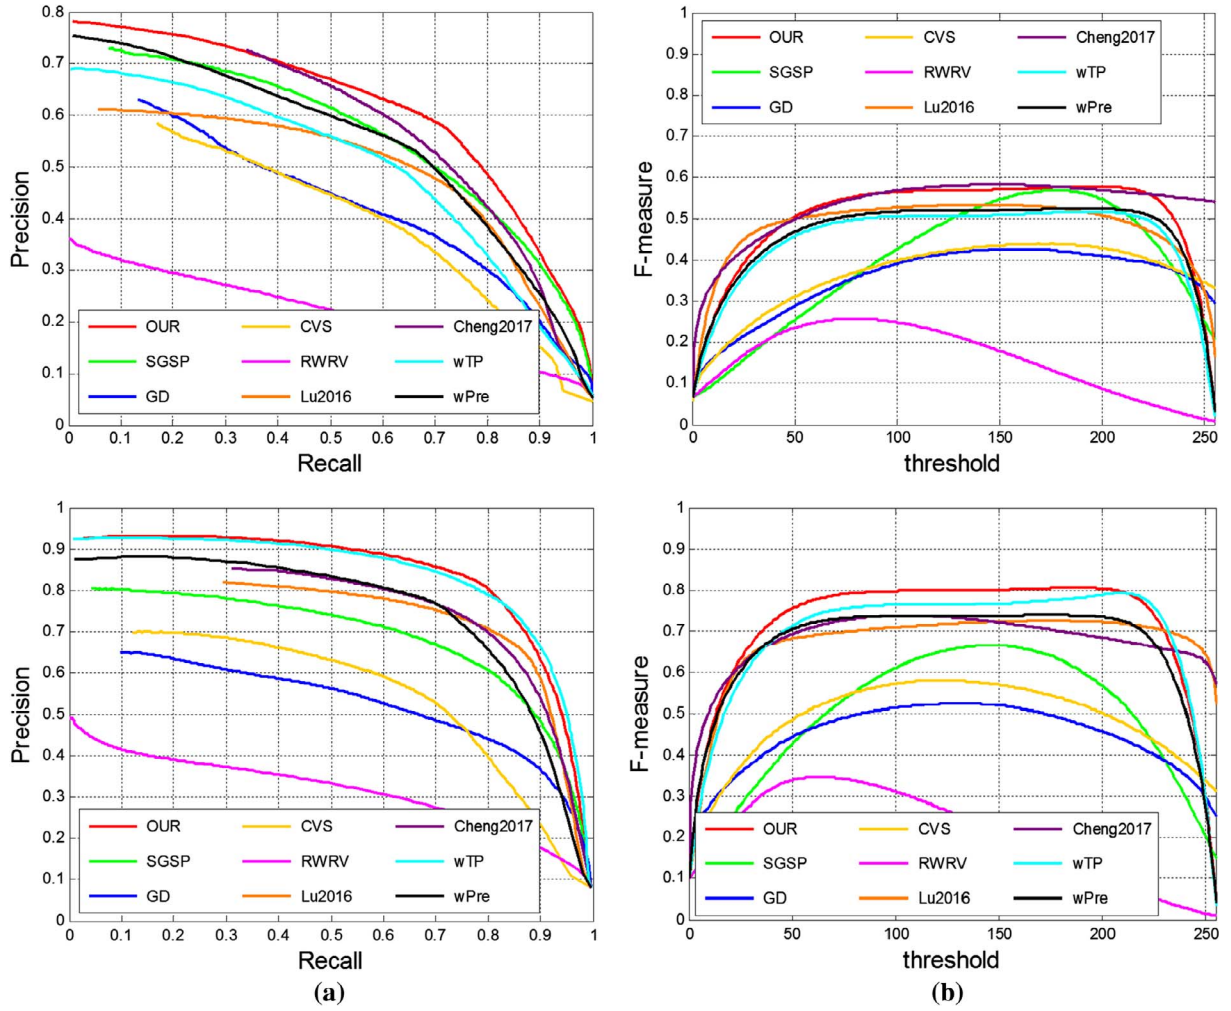 0.8
0.7
0.6
0.5
0.4
0.3
0.2
0.1
0
Precision
OUR CVS Cheng2017
SGSP RWRV wTP
GD Lu2016 wPre
0 0.1 0.2 0.3 0.4 0.5 0.6 0.7 0.8 0.9 1
Recall
1
0.9
0.8
0.7
0.6
0.5
0.4
0.3
0.2
0.1
0
F-measure
OUR CVS Cheng2017
SGSP RWRV wTP
GD Lu2016 wPre
0 50 100 150 200 250
threshold
1
0.9
0.8
0.7
0.6
0.5
0.4
0.3
0.2
0.1
0
Precision
OUR CVS Cheng2017
SGSP RWRV wTP
GD Lu2016 wPre
0 0.1 0.2 0.3 0.4 0.5 0.6 0.7 0.8 0.9 1
Recall
(a)
1
0.9
0.8
0.7
0.6
0.5
0.4
0.3
0.2
0.1
0
F-measure
OUR CVS Cheng2017
SGSP RWRV wTP
GD Lu2016 wPre
0 50 100 150 200 250
threshold
(b)